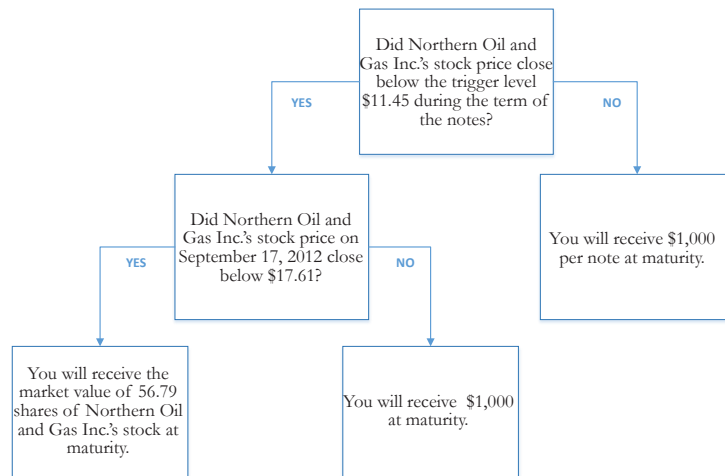 Did Northern Oil and
Gas Inc.'s stock price close
below the trigger level
$11.45 during the term of
the notes?
YES
NO
Did Northern Oil and
Gas Inc.'s stock price on
September 17, 2012 close
below $17.61?
You will receive $1,000
per note at maturity.
YES
NO
You will receive the
market value of 56.79
shares of Northern Oil
and Gas Inc.'s stock at
maturity.
You will receive $1,000
at maturity.